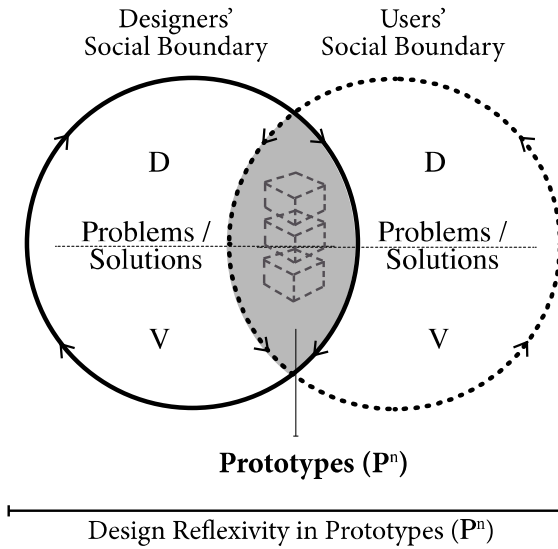 Designers’
Social Boundary
Users’
Social Boundary
D
D
Problems /
Solutions
Problems /
Solutions
V
V
Prototypes (Pⁿ)
Design Reflexivity in Prototypes (Pⁿ)